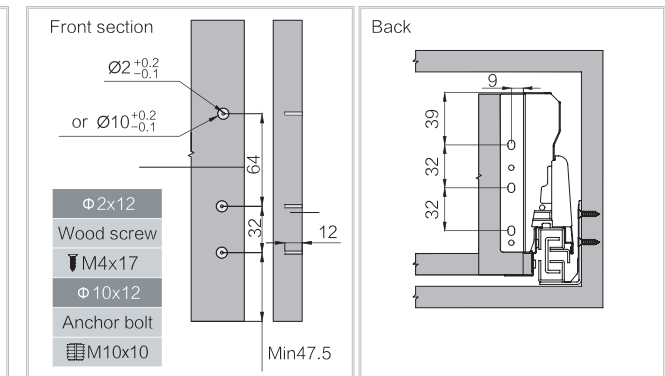 Front section
Ø2 +0.2 -0.1
or Ø10 +0.2 -0.1
64
32
12
Min47.5
Φ2x12
Wood screw
M4x17
Φ10x12
Anchor bolt
M10x10
Back
9
39
32
32